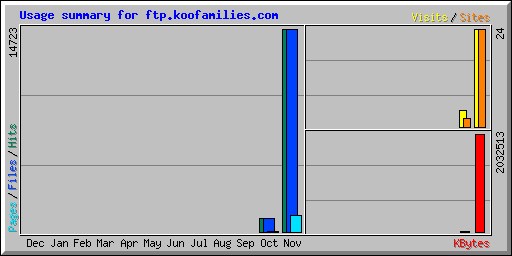 Usage summary for ftp.koofamilies.com
Visits / Sites
14723
24
Pages / Files / Hits
2032513
Dec Jan Feb Mar Apr May Jun Jul Aug Sep Oct Nov
KBytes